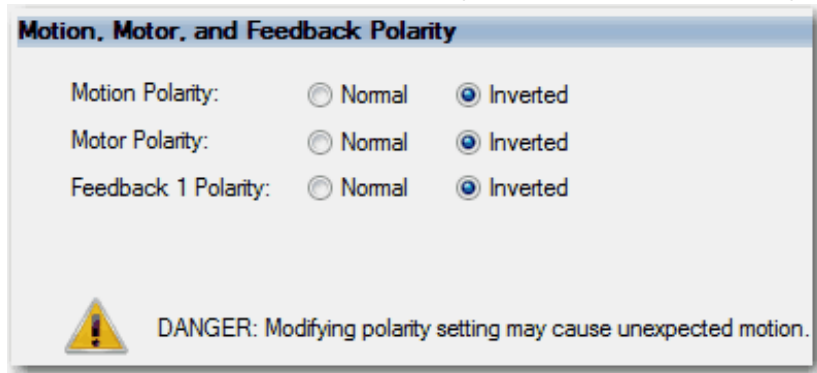 Motion, Motor, and Feedback Polarity
Motion Polarity: Normal Inverted
Motor Polarity: Normal Inverted
Feedback 1 Polarity: Normal Inverted
DANGER: Modifying polarity setting may cause unexpected motion.